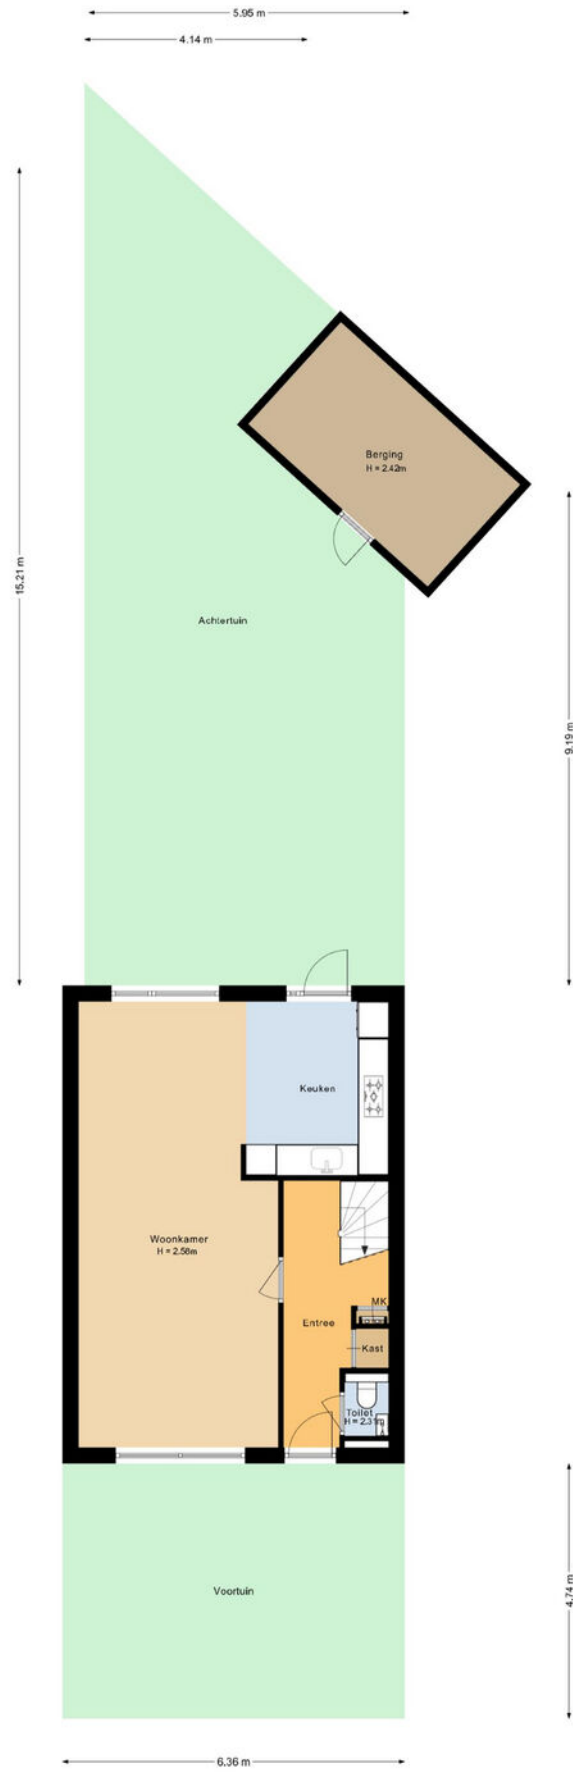 5.95 m
4.14 m
15.21 m
Berging
H = 2.42m
Achtertuin
9.19 m
Keuken
Woonkamer
H = 2.58m
MK
Entree
Kast
Toilet
H = 2.31m
Voortuin
4.74 m
6.36 m